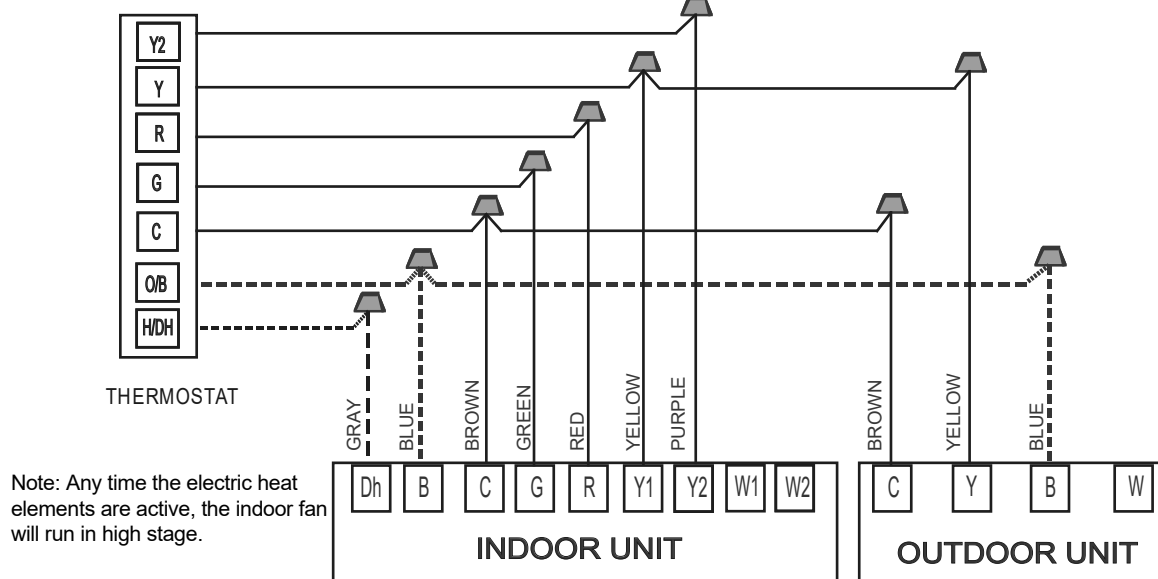 Y2
Y
R
G
C
O/B
H/DH
THERMOSTAT
GRAY
BLUE
BROWN
GREEN
RED
YELLOW
PURPLE
BROWN
YELLOW
BLUE
Note: Any time the electric heat
elements are active, the indoor fan
will run in high stage.
Dh B C G R Y1 Y2 W1 W2
INDOOR UNIT
C Y B W
OUTDOOR UNIT